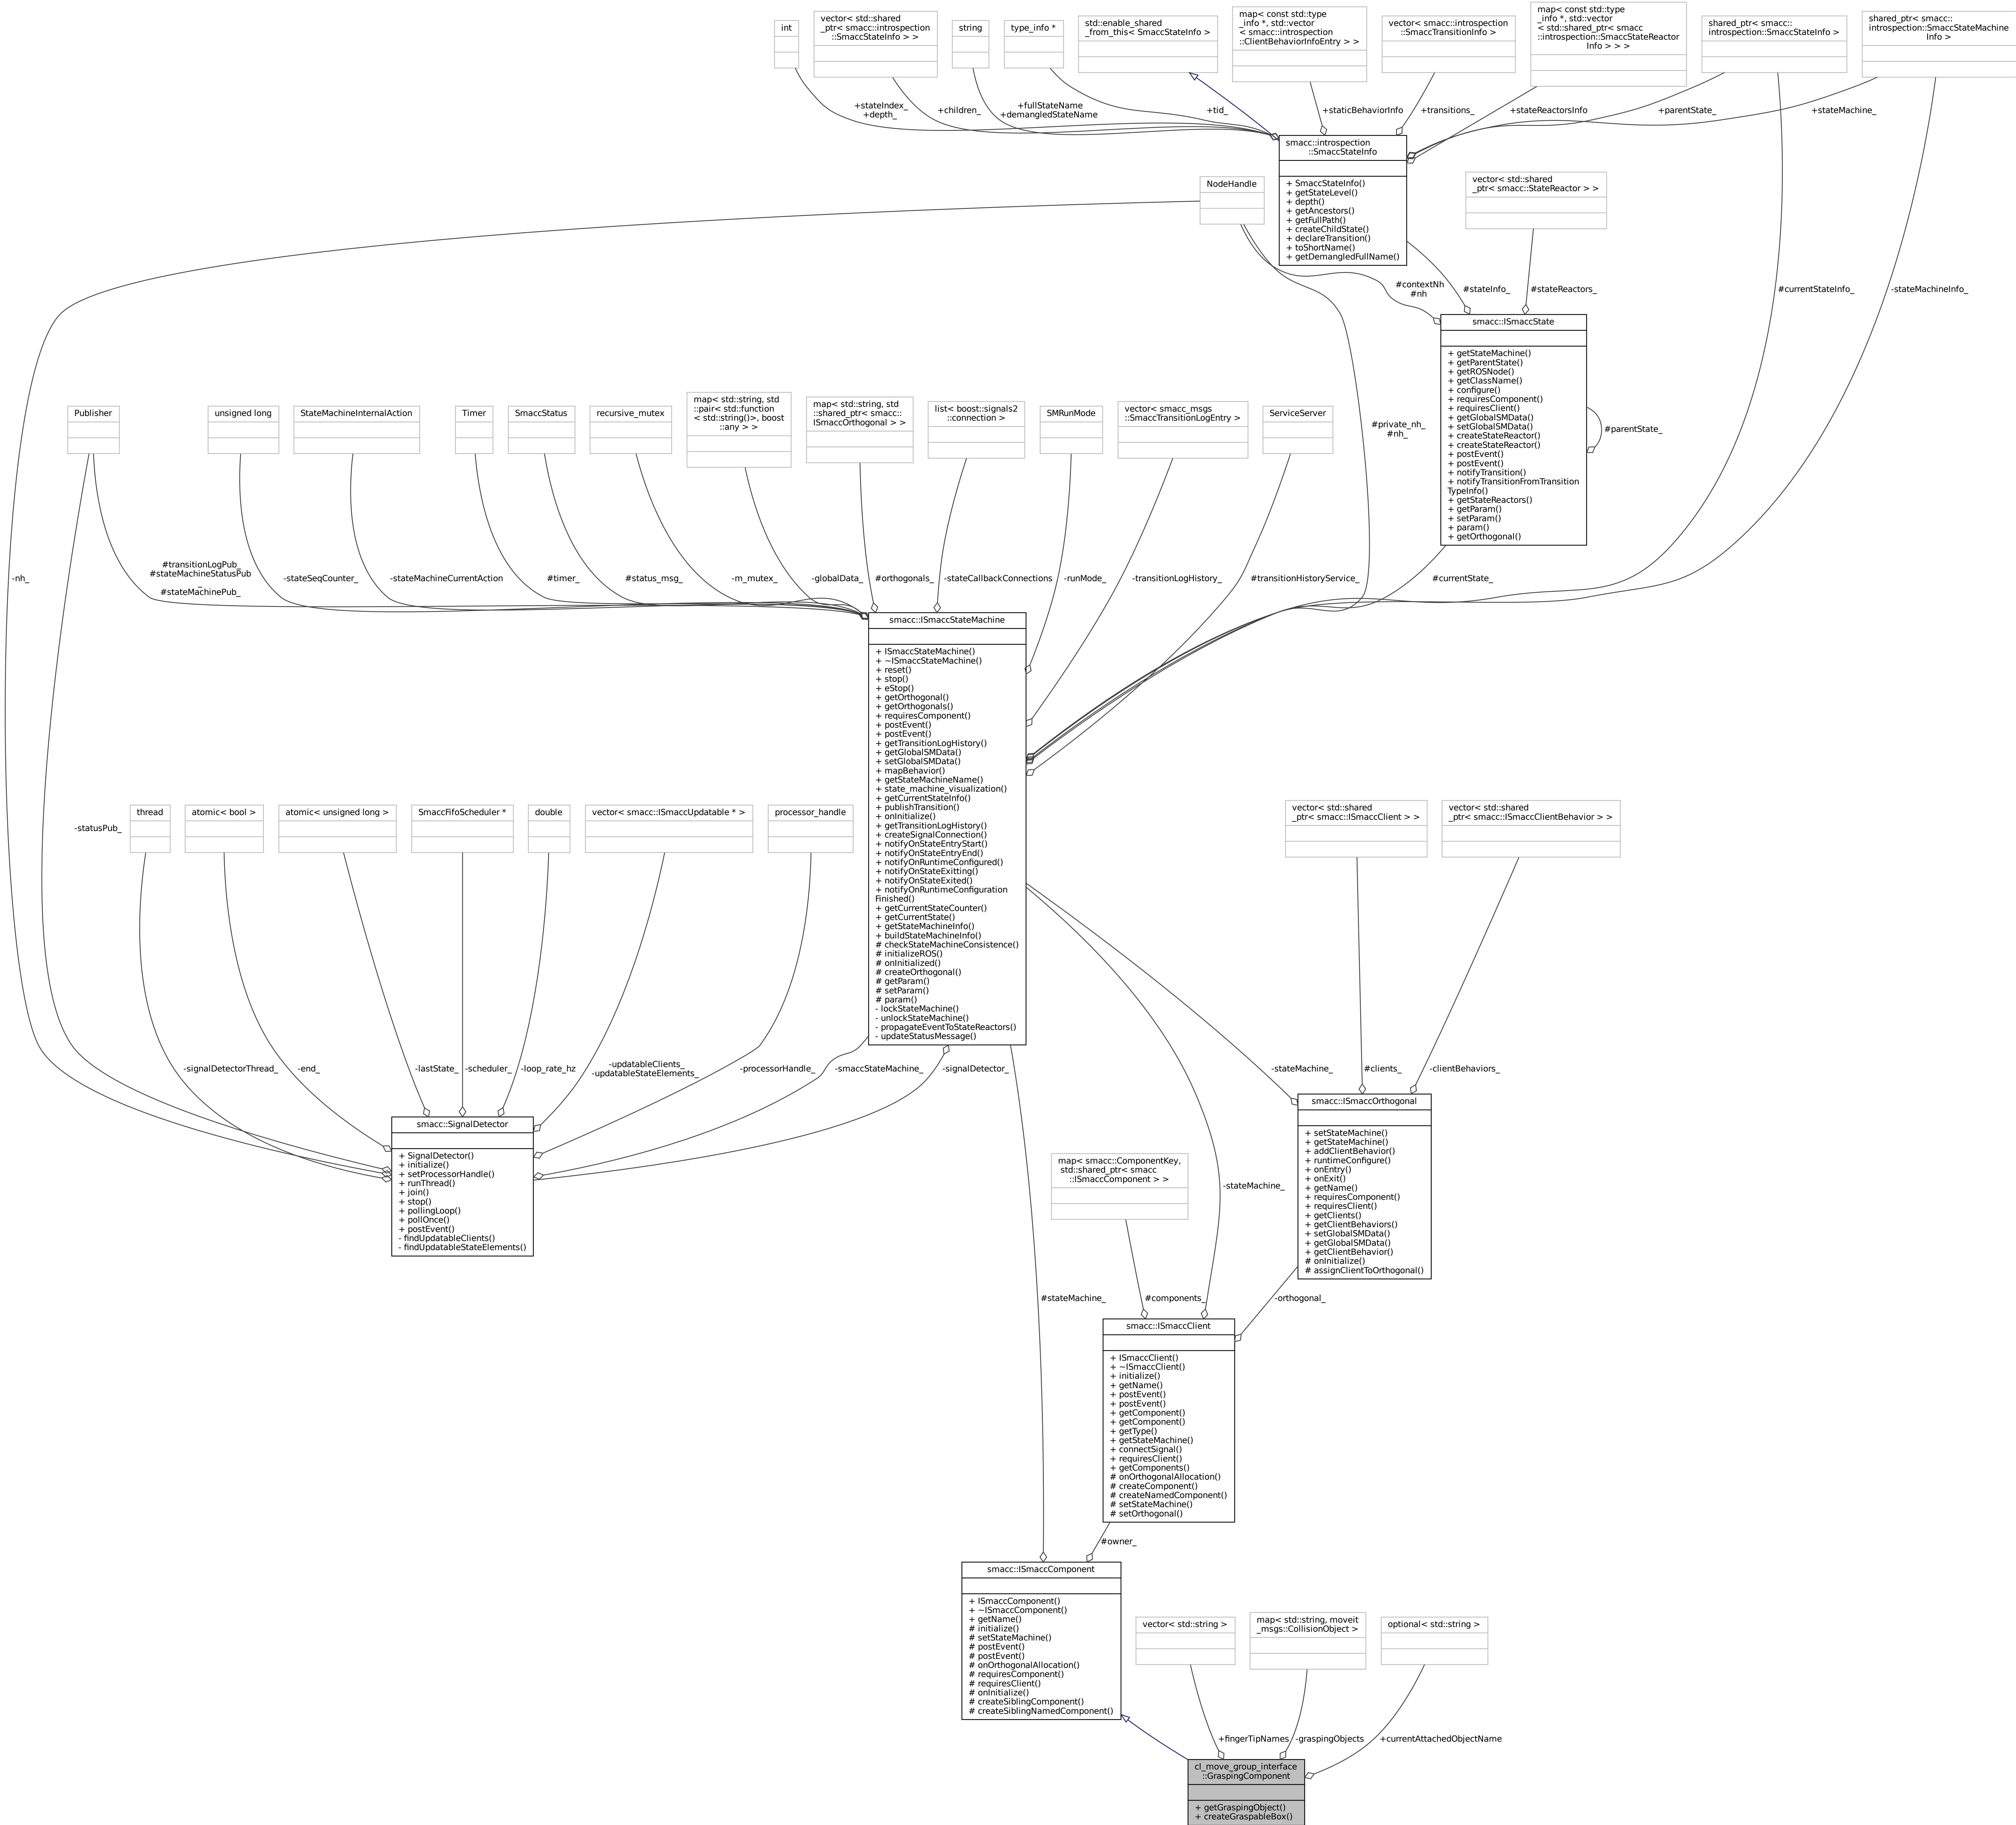 int
vector< std::shared
_ptr< smacc::introspection
::SmaccStateInfo > >
string
type_info *
std::enable_shared
_from_this< SmaccStateInfo >
map< const std::type
_info *, std::vector
< smacc::introspection
::ClientBehaviorInfoEntry > >
vector< smacc::introspection
::SmaccTransitionInfo >
map< const std::type
_info *, std::vector
< std::shared_ptr< smacc
::introspection::SmaccStateReactor
Info > > >
shared_ptr< smacc::
introspection::SmaccStateInfo >
shared_ptr< smacc::
introspection::SmaccStateMachine
Info >
+stateIndex_
+depth_
+children_
+fullStateName
+demangledStateName
+tid_
+staticBehaviorInfo
+transitions_
+stateReactorsInfo
+parentState_
+stateMachine_
smacc::introspection
::SmaccStateInfo
+ SmaccStateInfo()
+ getStateLevel()
+ depth()
+ getAncestors()
+ getFullPath()
+ createChildState()
+ declareTransition()
+ toShortName()
+ getDemangledFullName()
NodeHandle
vector< std::shared
_ptr< smacc::StateReactor > >
#contextNh
#nh
#stateInfo_
#stateReactors_
#currentStateInfo_
-stateMachineInfo_
smacc::ISmaccState
+ getStateMachine()
+ getParentState()
+ getROSNode()
+ getClassName()
+ configure()
+ requiresComponent()
+ requiresClient()
+ getGlobalSMData()
+ setGlobalSMData()
+ createStateReactor()
+ createStateReactor()
+ postEvent()
+ postEvent()
+ notifyTransition()
+ notifyTransitionFromTransition
TypeInfo()
+ getStateReactors()
+ getParam()
+ setParam()
+ param()
+ getOrthogonal()
#parentState_
Publisher
unsigned long
StateMachineInternalAction
Timer
SmaccStatus
recursive_mutex
map< std::string, std
::pair< std::function
< std::string()>, boost
::any > >
map< std::string, std
::shared_ptr< smacc::
ISmaccOrthogonal > >
list< boost::signals2
::connection >
SMRunMode
vector< smacc_msgs
::SmaccTransitionLogEntry >
ServiceServer
#private_nh_
#nh_
-nh_
#transitionLogPub_
#stateMachineStatusPub
_
#stateMachinePub_
-stateSeqCounter_
-stateMachineCurrentAction
#timer_
#status_msg_
-m_mutex_
-globalData_
#orthogonals_
-stateCallbackConnections
-runMode_
-transitionLogHistory_
#transitionHistoryService_
#currentState_
smacc::ISmaccStateMachine
+ ISmaccStateMachine()
+ ~ISmaccStateMachine()
+ reset()
+ stop()
+ eStop()
+ getOrthogonal()
+ getOrthogonals()
+ requiresComponent()
+ postEvent()
+ postEvent()
+ getTransitionLogHistory()
+ getGlobalSMData()
+ setGlobalSMData()
+ mapBehavior()
+ getStateMachineName()
+ state_machine_visualization()
+ getCurrentStateInfo()
+ publishTransition()
+ onInitialize()
+ getTransitionLogHistory()
+ createSignalConnection()
+ notifyOnStateEntryStart()
+ notifyOnStateEntryEnd()
+ notifyOnRuntimeConfigured()
+ notifyOnStateExitting()
+ notifyOnStateExited()
+ notifyOnRuntimeConfiguration
Finished()
+ getCurrentStateCounter()
+ getCurrentState()
+ getStateMachineInfo()
+ buildStateMachineInfo()
# checkStateMachineConsistence()
# initializeROS()
# onInitialized()
# createOrthogonal()
# getParam()
# setParam()
# param()
- lockStateMachine()
- unlockStateMachine()
- propagateEventToStateReactors()
- updateStatusMessage()
-statusPub_
thread
atomic< bool >
atomic< unsigned long >
SmaccFifoScheduler *
double
vector< smacc::ISmaccUpdatable * >
processor_handle
vector< std::shared
_ptr< smacc::ISmaccClient > >
vector< std::shared
_ptr< smacc::ISmaccClientBehavior > >
-signalDetectorThread_
-end_
-lastState_
-scheduler_
-loop_rate_hz
-updatableClients_
-updatableStateElements_
-processorHandle_
-smaccStateMachine_
-signalDetector_
-stateMachine_
#clients_
-clientBehaviors_
smacc::SignalDetector
+ SignalDetector()
+ initialize()
+ setProcessorHandle()
+ runThread()
+ join()
+ stop()
+ pollingLoop()
+ pollOnce()
+ postEvent()
- findUpdatableClients()
- findUpdatableStateElements()
smacc::ISmaccOrthogonal
+ setStateMachine()
+ getStateMachine()
+ addClientBehavior()
+ runtimeConfigure()
+ onEntry()
+ onExit()
+ getName()
+ requiresComponent()
+ requiresClient()
+ getClients()
+ getClientBehaviors()
+ setGlobalSMData()
+ getGlobalSMData()
+ getClientBehavior()
# onInitialize()
# assignClientToOrthogonal()
map< smacc::ComponentKey,
std::shared_ptr< smacc
::ISmaccComponent > >
-stateMachine_
#stateMachine_
#components_
-orthogonal_
smacc::ISmaccClient
+ ISmaccClient()
+ ~ISmaccClient()
+ initialize()
+ getName()
+ postEvent()
+ postEvent()
+ getComponent()
+ getComponent()
+ getType()
+ getStateMachine()
+ connectSignal()
+ requiresClient()
+ getComponents()
# onOrthogonalAllocation()
# createComponent()
# createNamedComponent()
# setStateMachine()
# setOrthogonal()
#owner_
smacc::ISmaccComponent
+ ISmaccComponent()
+ ~ISmaccComponent()
+ getName()
# initialize()
# setStateMachine()
# postEvent()
# postEvent()
# onOrthogonalAllocation()
# requiresComponent()
# requiresClient()
# onInitialize()
# createSiblingComponent()
# createSiblingNamedComponent()
vector< std::string >
map< std::string, moveit
_msgs::CollisionObject >
optional< std::string >
+fingerTipNames
-graspingObjects
+currentAttachedObjectName
cl_move_group_interface
::GraspingComponent
+ getGraspingObject()
+ createGraspableBox()